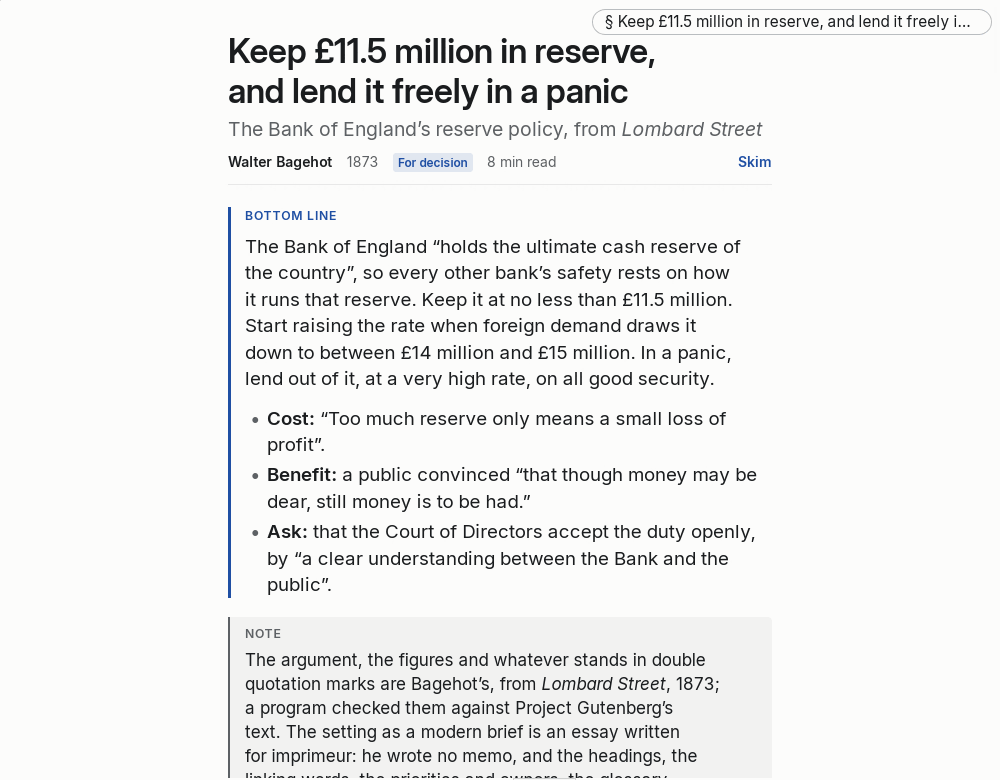 § Keep £11.5 million in reserve, and lend it freely i…
Keep £11.5 million in reserve,
and lend it freely in a panic
The Bank of England’s reserve policy, from Lombard Street
Walter Bagehot 1873 For decision 8 min read Skim
BOTTOM LINE
The Bank of England “holds the ultimate cash reserve of
the country”, so every other bank’s safety rests on how
it runs that reserve. Keep it at no less than £11.5 million.
Start raising the rate when foreign demand draws it
down to between £14 million and £15 million. In a panic,
lend out of it, at a very high rate, on all good security.
• Cost: “Too much reserve only means a small loss of
profit”.
• Benefit: a public convinced “that though money may be
dear, still money is to be had.”
• Ask: that the Court of Directors accept the duty openly,
by “a clear understanding between the Bank and the
public”.
NOTE
The argument, the figures and whatever stands in double
quotation marks are Bagehot’s, from Lombard Street, 1873;
a program checked them against Project Gutenberg’s
text. The setting as a modern brief is an essay written
for imprimeur: he wrote no memo, and the headings, the
linking words, the priorities and owners, the glossary